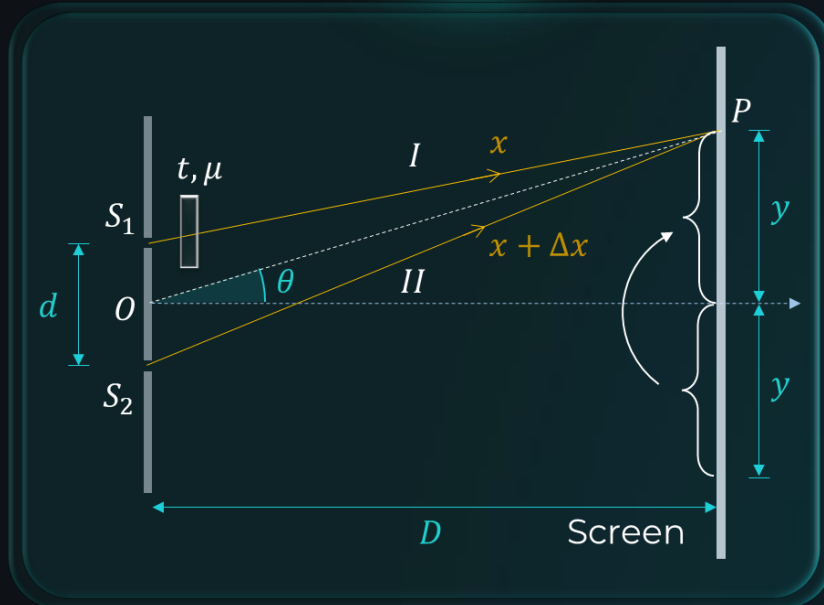 P
I
x
t, μ
S₁
y
x + Δx
θ
II
d
O
S₂
y
D
Screen